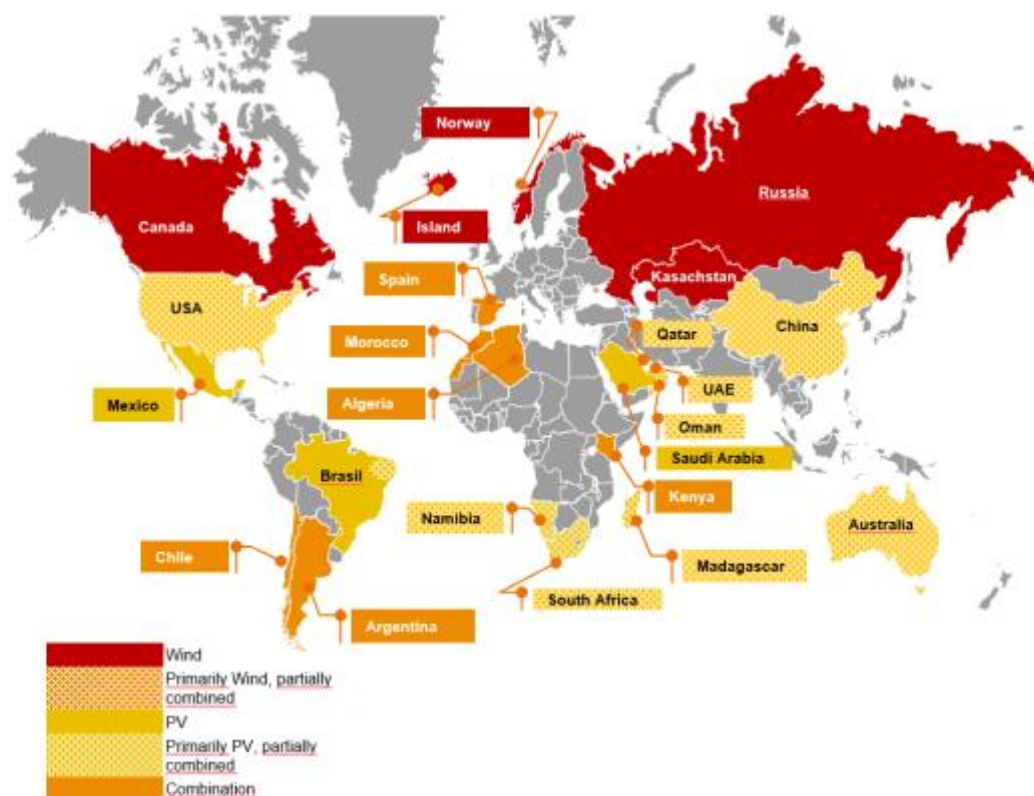 Norway
Russia
Canada
Island
Kasachstan
Spain
USA
China
Qatar
Morocco
UAE
Algeria
Mexico
Oman
Saudi Arabia
Brasil
Kenya
Namibia
Australia
Chile
Madagascar
South Africa
Argentina
Wind
Primarily Wind, partially
combined
PV
Primarily PV, partially
combined
Combination